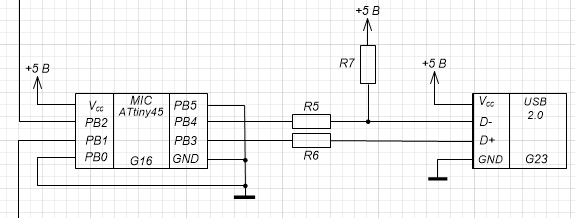 +5 В
+5 В
R7
+5 В
MIC
ATtiny45
Vcc
PB2
PB1
PB0
PB5
PB4
PB3
GND
G16
R5
R6
Vcc
D-
D+
GND
USB
2.0
G23